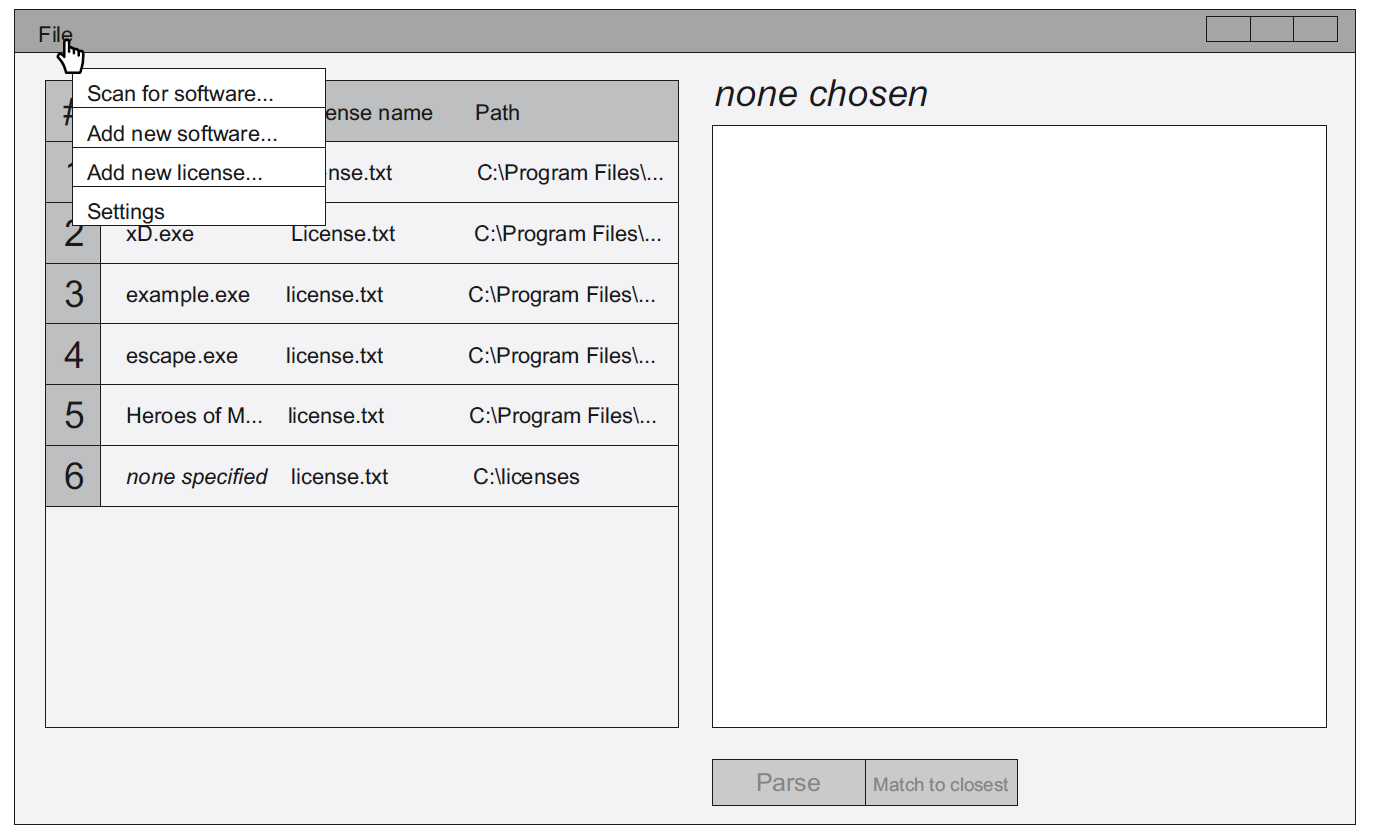 File
Scan for software...
Add new software...
Add new license...
Settings
# ense name Path
1 nse.txt C:\Program Files\...
2 xD.exe License.txt C:\Program Files\...
3 example.exe license.txt C:\Program Files\...
4 escape.exe license.txt C:\Program Files\...
5 Heroes of M... license.txt C:\Program Files\...
6 none specified license.txt C:\licenses
none chosen
Parse Match to closest